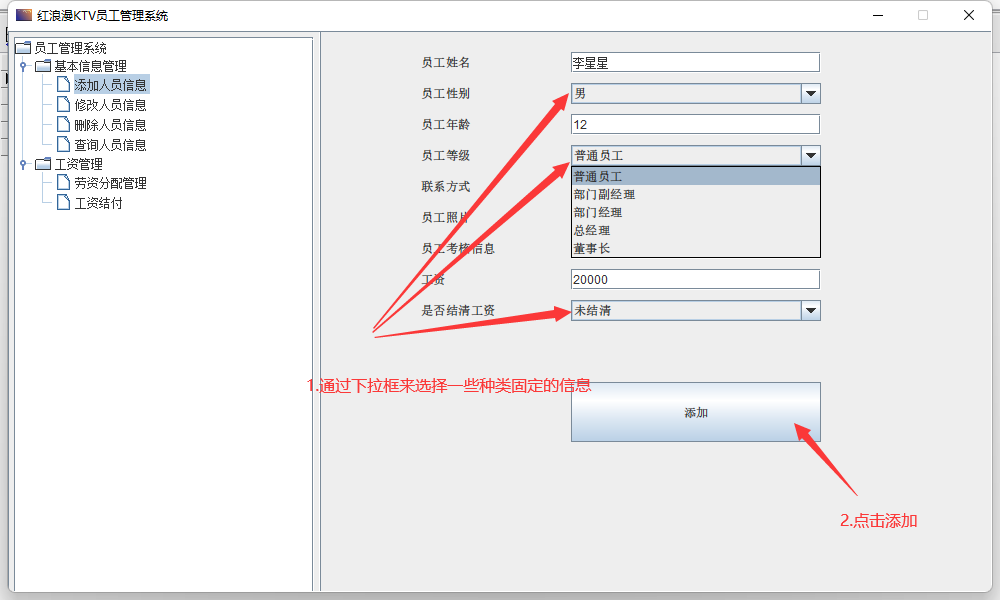 红浪漫KTV员工管理系统
员工管理系统
基本信息管理
添加人员信息
修改人员信息
删除人员信息
查询人员信息
工资管理
劳资分配管理
工资结付
员工姓名
李星星
员工性别
男
员工年龄
12
员工等级
普通员工
普通员工
部门副经理
部门经理
总经理
董事长
联系方式
员工照片
员工考核信息
工资
20000
是否结清工资
未结清
1.通过下拉框来选择一些种类固定的信息
添加
2.点击添加